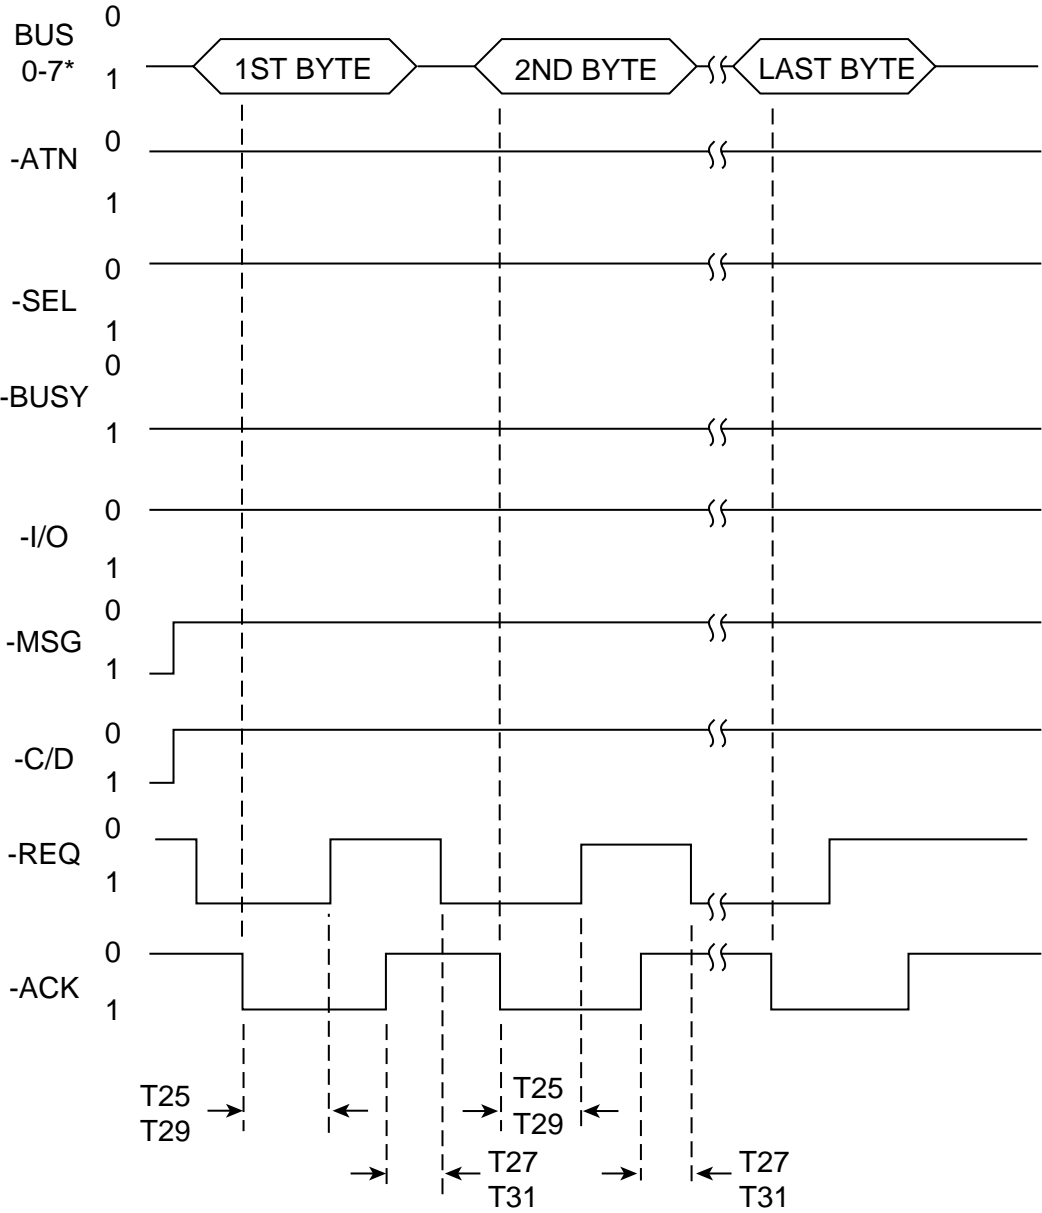 BUS
0-7*
0
1
1ST BYTE
2ND BYTE
LAST BYTE
-ATN
0
1
-SEL
0
1
-BUSY
0
1
-I/O
0
1
-MSG
0
1
-C/D
0
1
-REQ
0
1
-ACK
0
1
T25
T29
T25
T29
T27
T31
T27
T31